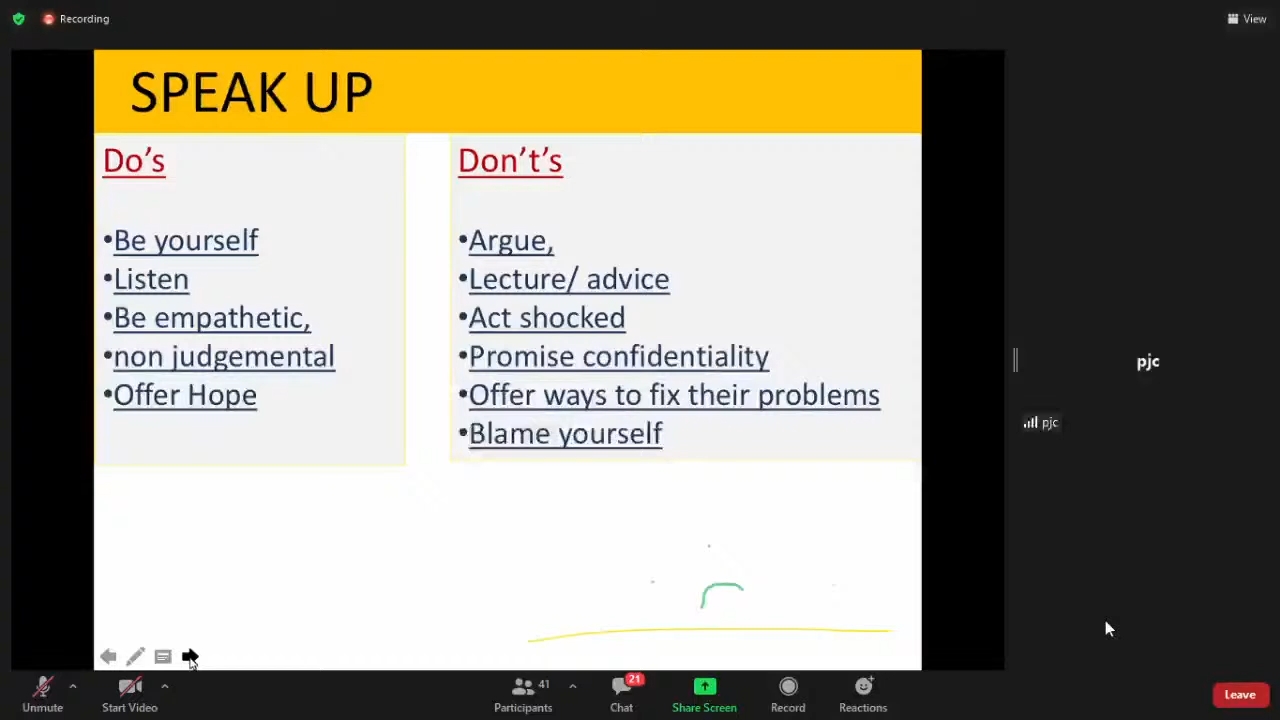 Recording
View
SPEAK UP
Do’s
•Be yourself
•Listen
•Be empathetic,
•non judgemental
•Offer Hope
Don’t’s
•Argue,
•Lecture/ advice
•Act shocked
•Promise confidentiality
•Offer ways to fix their problems
•Blame yourself
pjc
pjc
Unmute
Start Video
41
Participants
21
Chat
Share Screen
Record
Reactions
Leave